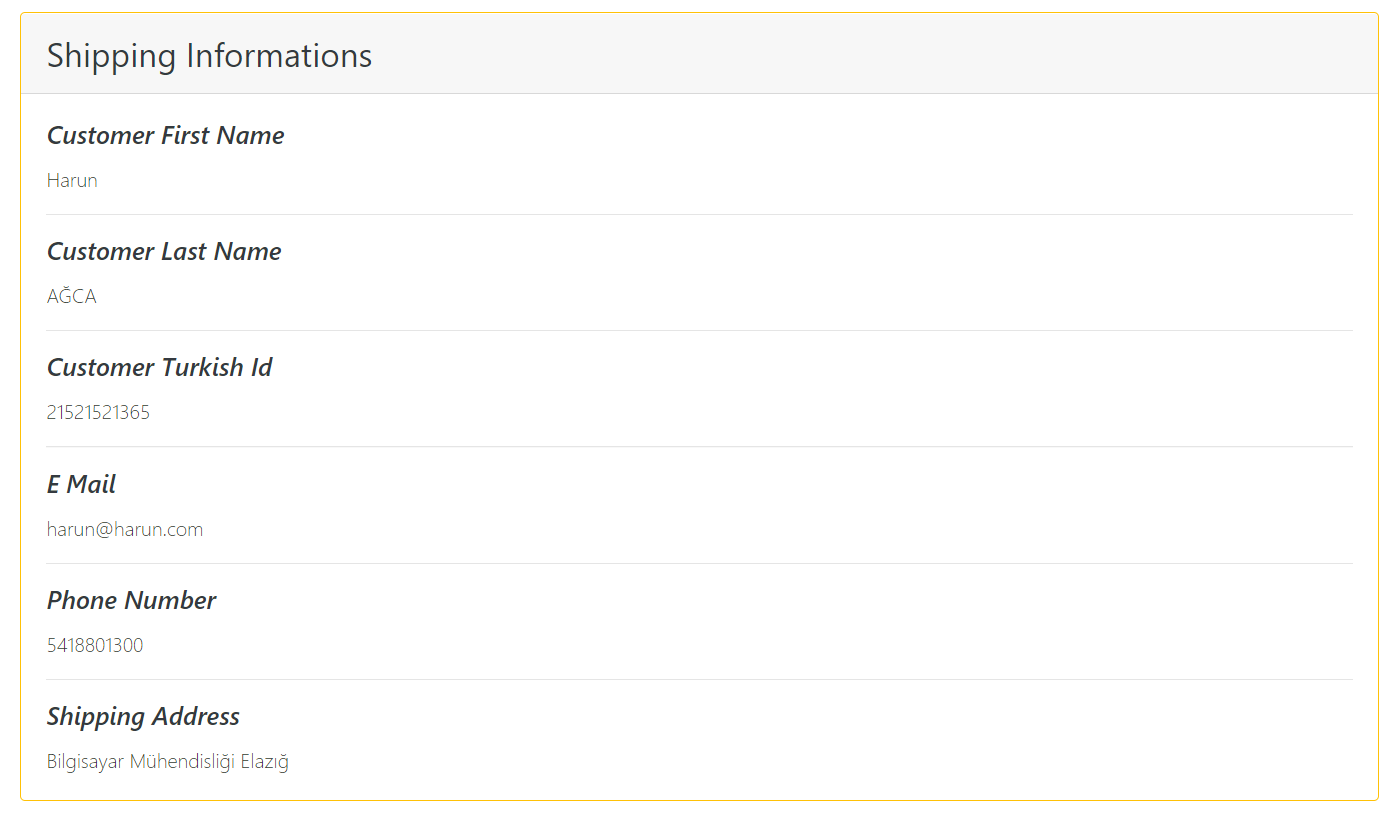 Shipping Informations
Customer First Name
Harun
Customer Last Name
AĞCA
Customer Turkish Id
21521521365
E Mail
harun@harun.com
Phone Number
5418801300
Shipping Address
Bilgisayar Mühendisliği Elazığ